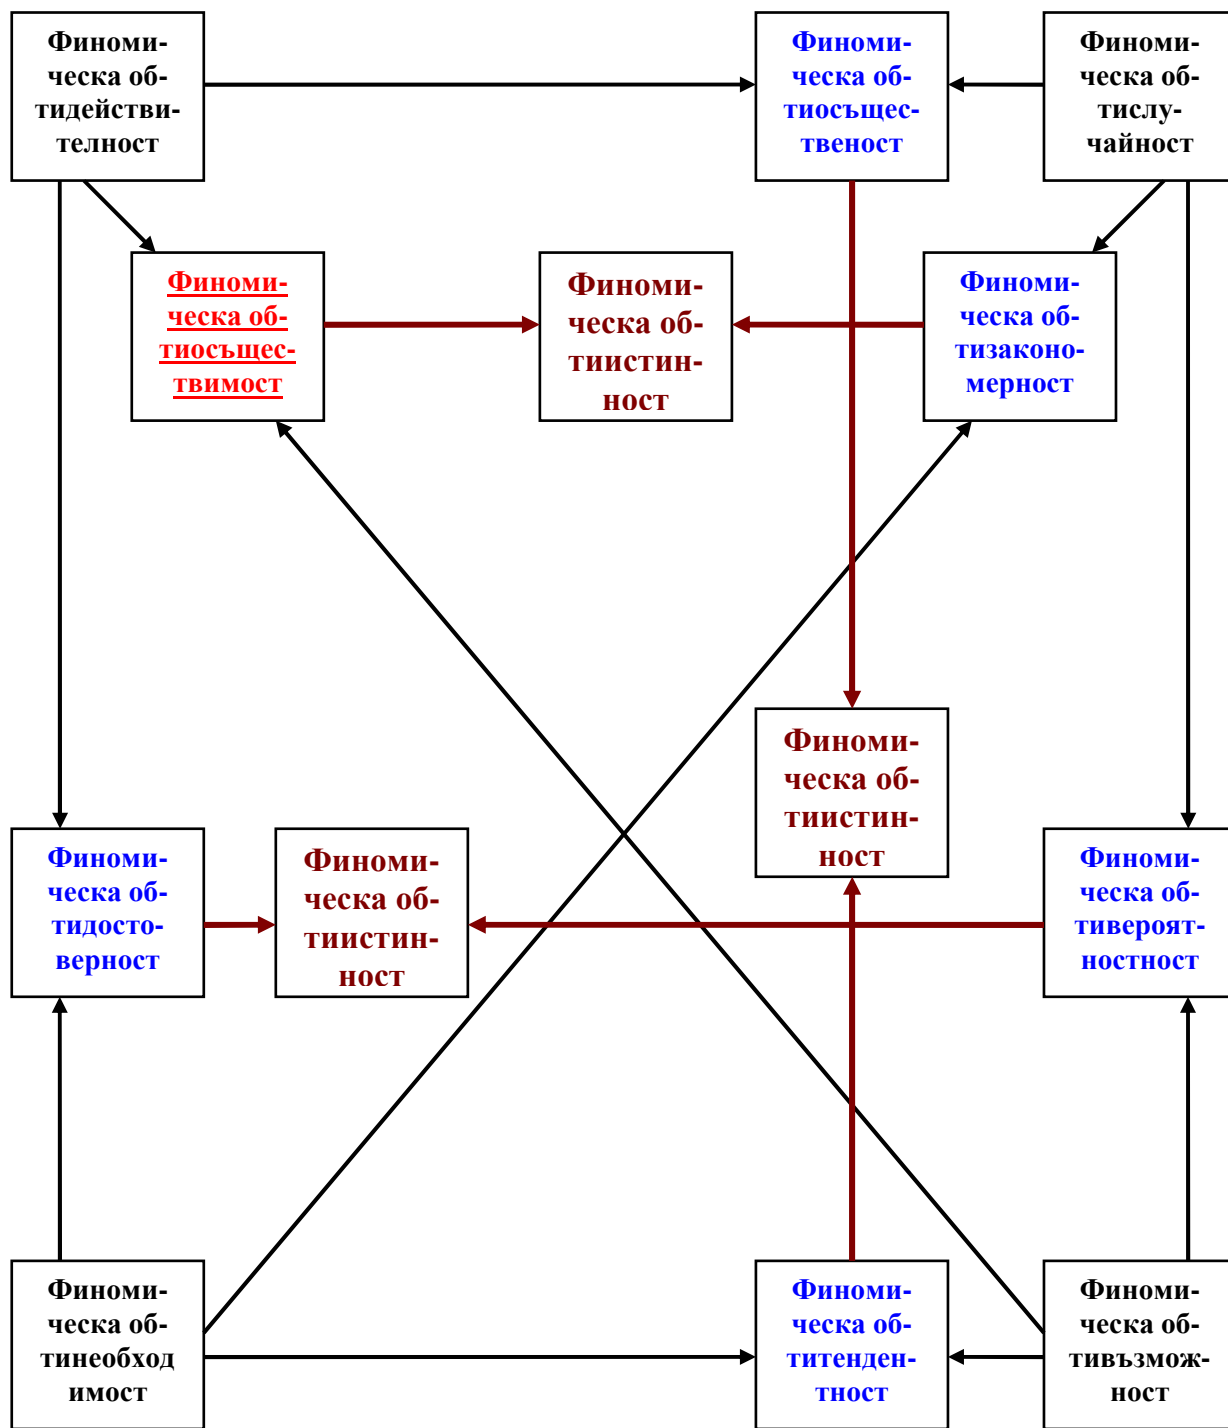 Финоми-
ческа об-
тидействи-
телност
Финоми-
ческа об-
тиосъщес-
твеност
Финоми-
ческа об-
тислу-
чайност
Финоми-
ческа об-
тиосъщес-
твимост
Финоми-
ческа об-
тиистин-
ност
Финоми-
ческа об-
тизаконо-
мерност
Финоми-
ческа об-
тиистин-
ност
Финоми-
ческа об-
тидосто-
верност
Финоми-
ческа об-
тиистин-
ност
Финоми-
ческа об-
тивероят-
ностност
Финоми-
ческа об-
тинеобход
имост
Финоми-
ческа об-
титенден-
тност
Финоми-
ческа об-
тивъзмож-
ност